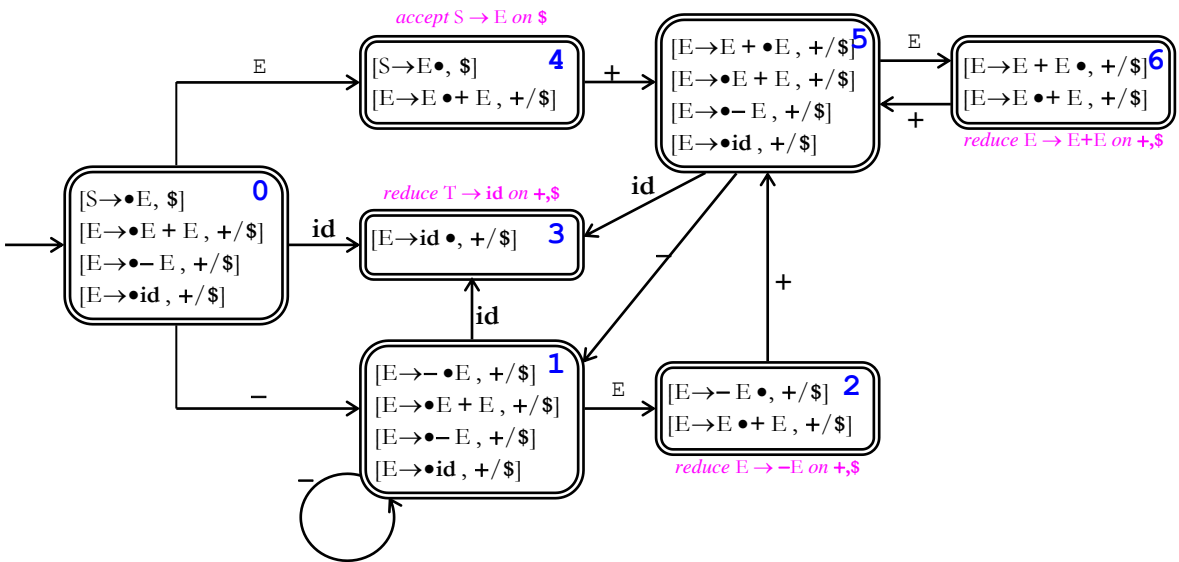 accept S → E on $
4
[S→E●, $]
[E→E ●+ E , +/$]
E
+
5
[E→E + ●E , +/$]
[E→●E + E , +/$]
[E→●− E , +/$]
[E→●id , +/$]
E
+
6
[E→E + E ●, +/$]
[E→E ●+ E , +/$]
reduce E → E+E on +,$
0
[S→●E, $]
[E→●E + E , +/$]
[E→●− E , +/$]
[E→●id , +/$]
id
reduce T → id on +,$
3
[E→id ●, +/$]
id
−
+
id
−
1
[E→− ●E , +/$]
[E→●E + E , +/$]
[E→●− E , +/$]
[E→●id , +/$]
−
E
2
[E→− E ●, +/$]
[E→E ●+ E , +/$]
reduce E → −E on +,$